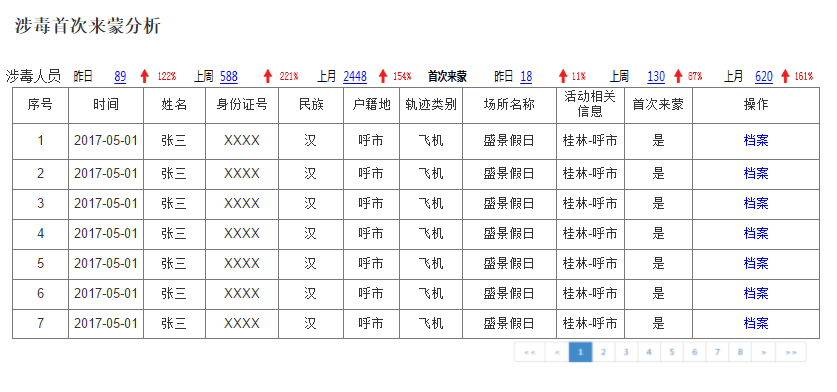 涉毒首次来蒙分析
涉毒人员 昨日 89 122% 上周 588 221% 上月 2448 154% 首次来蒙 昨日 18 11% 上周 130 87% 上月 620 161%
序号 时间 姓名 身份证号 民族 户籍地 轨迹类别 场所名称 活动相关信息 首次来蒙 操作
1 2017-05-01 张三 XXXX 汉 呼市 飞机 盛景假日 桂林-呼市 是 档案
2 2017-05-01 张三 XXXX 汉 呼市 飞机 盛景假日 桂林-呼市 是 档案
3 2017-05-01 张三 XXXX 汉 呼市 飞机 盛景假日 桂林-呼市 是 档案
4 2017-05-01 张三 XXXX 汉 呼市 飞机 盛景假日 桂林-呼市 是 档案
5 2017-05-01 张三 XXXX 汉 呼市 飞机 盛景假日 桂林-呼市 是 档案
6 2017-05-01 张三 XXXX 汉 呼市 飞机 盛景假日 桂林-呼市 是 档案
7 2017-05-01 张三 XXXX 汉 呼市 飞机 盛景假日 桂林-呼市 是 档案
<< < 1 2 3 4 5 6 7 8 > >>